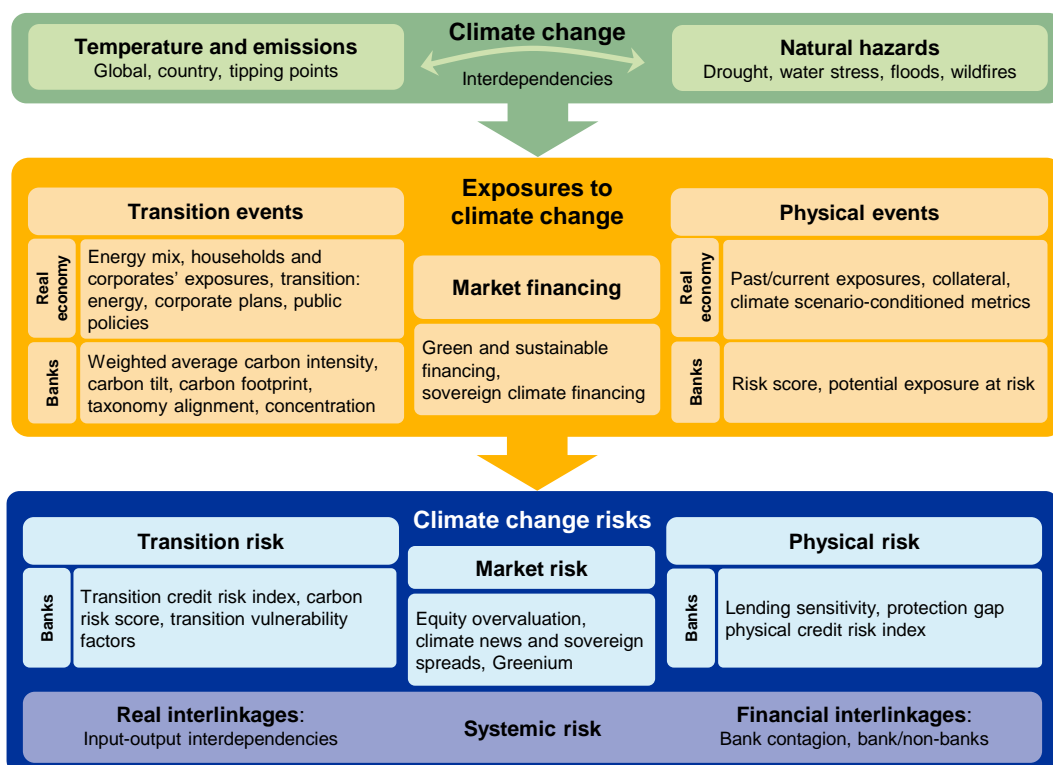 Climate change
Temperature and emissions
Global, country, tipping points
Interdependencies
Natural hazards
Drought, water stress, floods, wildfires
Exposures to
climate change
Transition events
Real
economy
Energy mix, households and
corporates' exposures, transition:
energy, corporate plans, public
policies
Banks
Weighted average carbon intensity,
carbon tilt, carbon footprint,
taxonomy alignment, concentration
Market financing
Green and sustainable
financing,
sovereign climate financing
Physical events
Real
economy
Past/current exposures, collateral,
climate scenario-conditioned metrics
Banks
Risk score, potential exposure at risk
Climate change risks
Transition risk
Banks
Transition credit risk index, carbon
risk score, transition vulnerability
factors
Market risk
Equity overvaluation,
climate news and sovereign
spreads, Greenium
Physical risk
Banks
Lending sensitivity, protection gap
physical credit risk index
Real interlinkages:
Input-output interdependencies
Systemic risk
Financial interlinkages:
Bank contagion, bank/non-banks